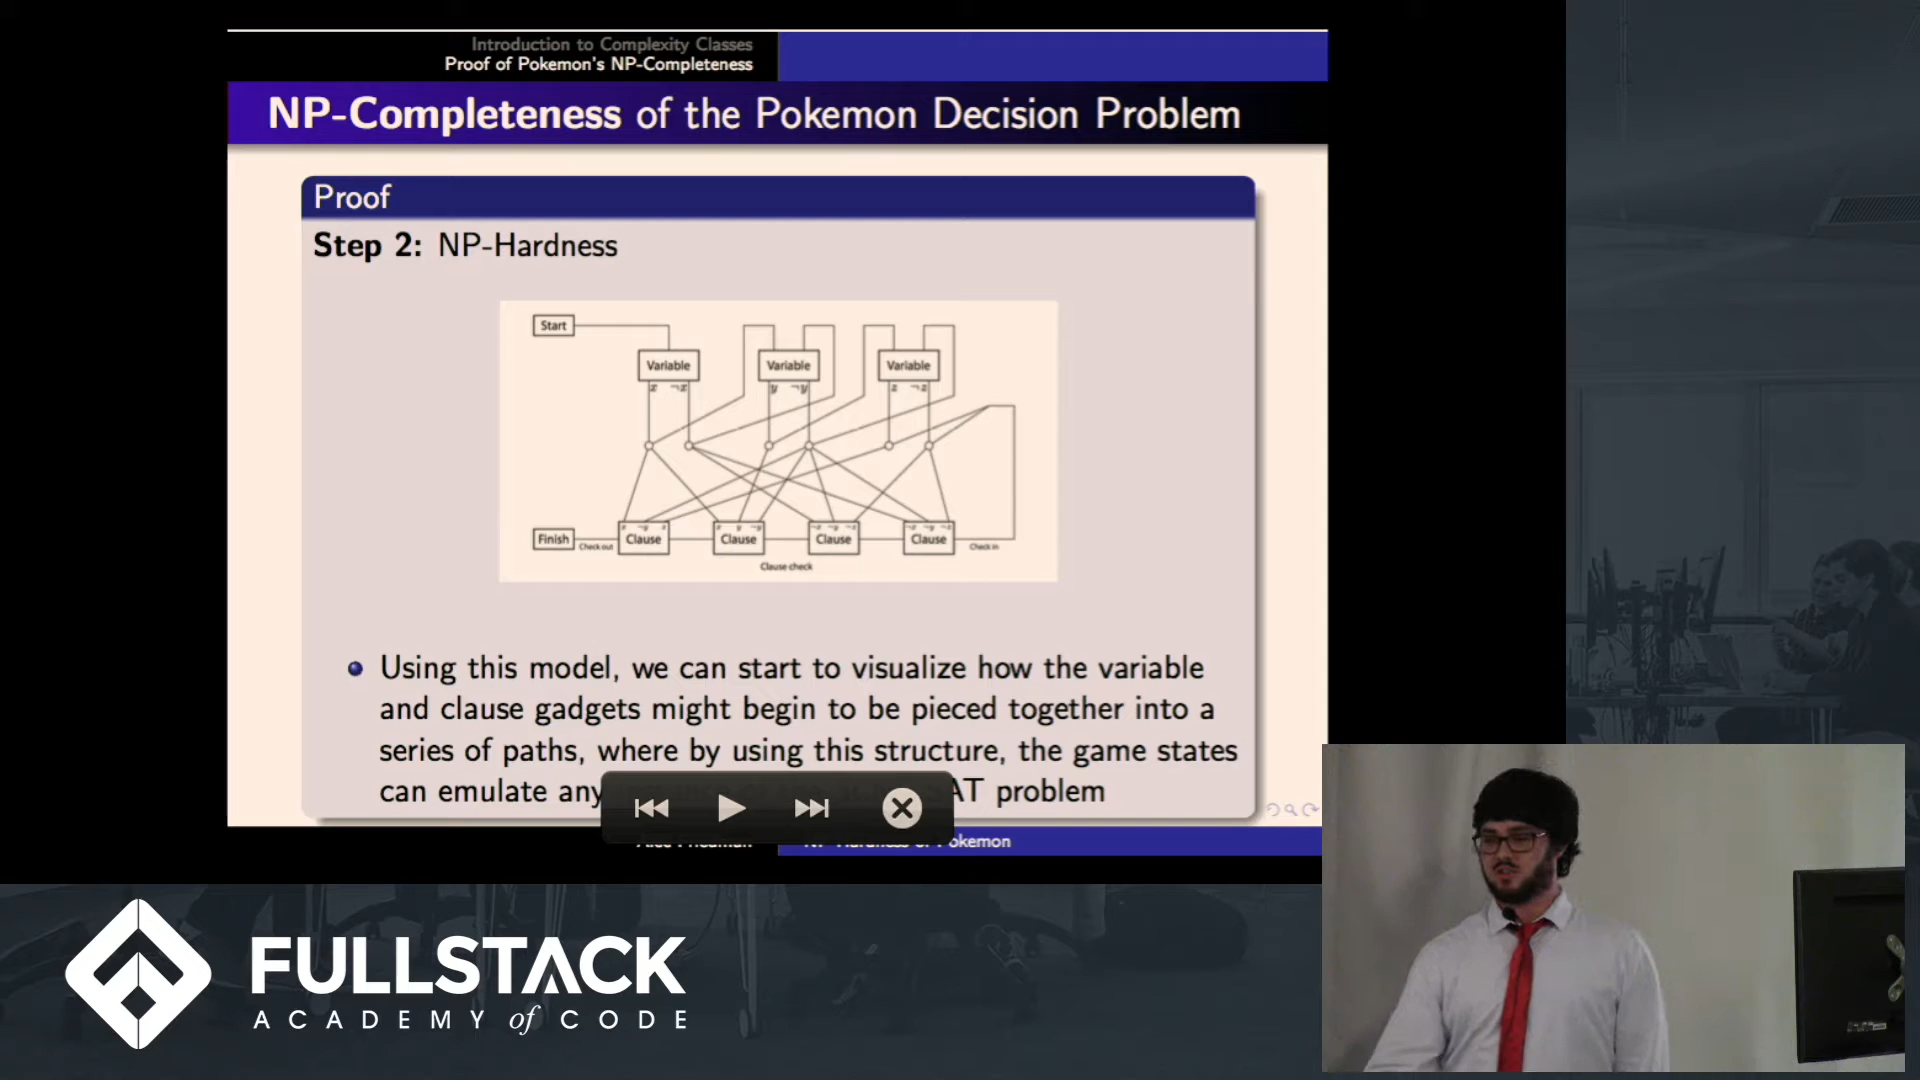 Introduction to Complexity Classes
Proof of Pokemon's NP-Completeness
NP-Completeness of the Pokemon Decision Problem
Proof
Step 2: NP-Hardness
Start
Variable Variable Variable
x ¬x y ¬y z ¬z
x ¬y z x y ¬y
Finish Check out Clause Clause Clause Clause Check in
Clause check
Using this model, we can start to visualize how the variable
and clause gadgets might begin to be pieced together into a
series of paths, where by using this structure, the game states
can emulate any AT problem
NP-Hardness of Pokemon
FULLSTACK
ACADEMY of CODE